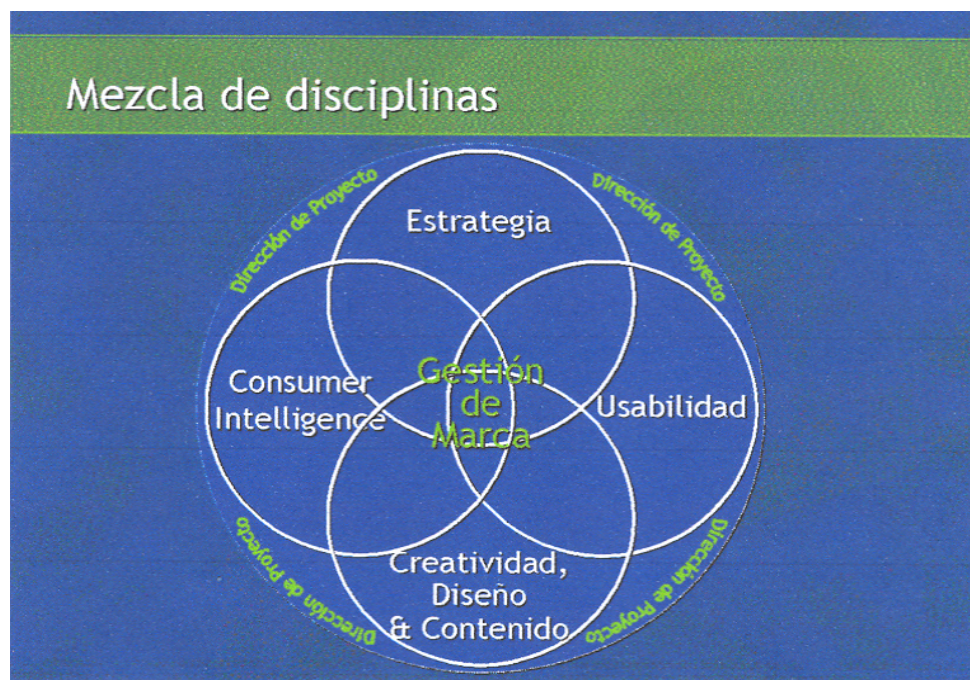 Mezcla de disciplinas
Dirección de Proyecto
Dirección de Proyecto
Estrategia
Consumer
Intelligence
Gestión
de
Marca
Usabilidad
Creatividad,
Diseño
& Contenido
Dirección de Proyecto
Dirección de Proyecto